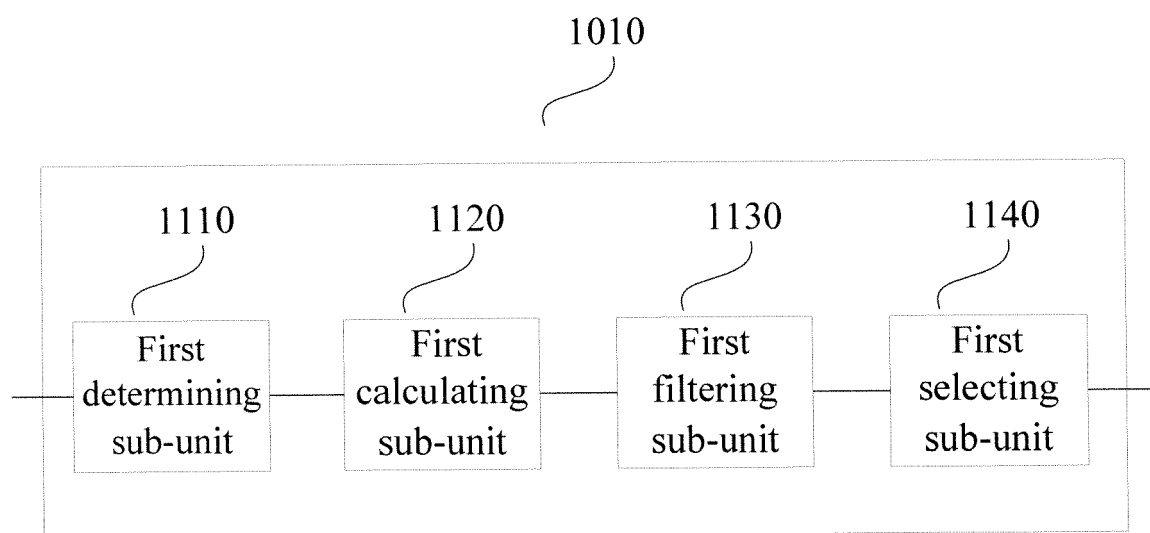 1010
1110
1120
1130
1140
First
determining
sub-unit
First
calculating
sub-unit
First
filtering
sub-unit
First
selecting
sub-unit